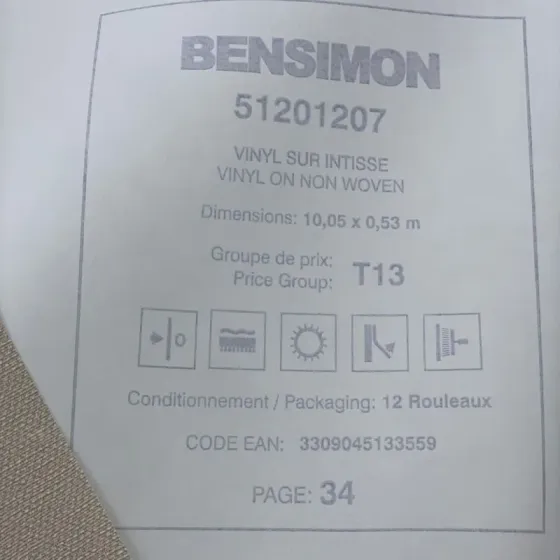 BENSIMON
51201207
VINYL SUR INTISSE
VINYL ON NON WOVEN
Dimensions: 10,05 x 0,53 m
Groupe de prix:
Price Group: T13
O
Conditionnement / Packaging: 12 Rouleaux
CODE EAN: 3309045133559
PAGE: 34